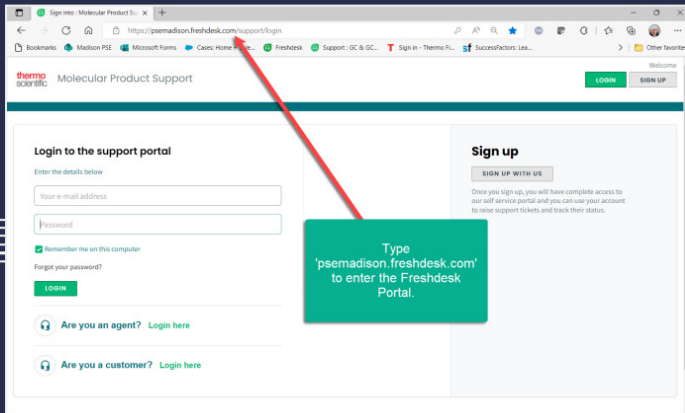 Sign into : Molecular Product Su
https://psemadison.freshdesk.com/support/login
Bookmarks Madison PSE Microsoft Forms Freshdesk Support : GC & GC... Sign in - Thermo Fi... SuccessFactors: Lea... Other favorites
thermo
scientific
Molecular Product Support
Welcome
LOGIN SIGN UP
Login to the support portal
Enter the details below
Your e-mail address
Password
Remember me on this computer
Forgot your password?
LOGIN
Are you an agent? Login here
Are you a customer? Login here
Sign up
SIGN UP WITH US
Once you sign up, you will have complete access to
our self service portal and you can use your account
to raise support tickets and track their status.
Type
'psemadison.freshdesk.com'
to enter the Freshdesk
Portal.